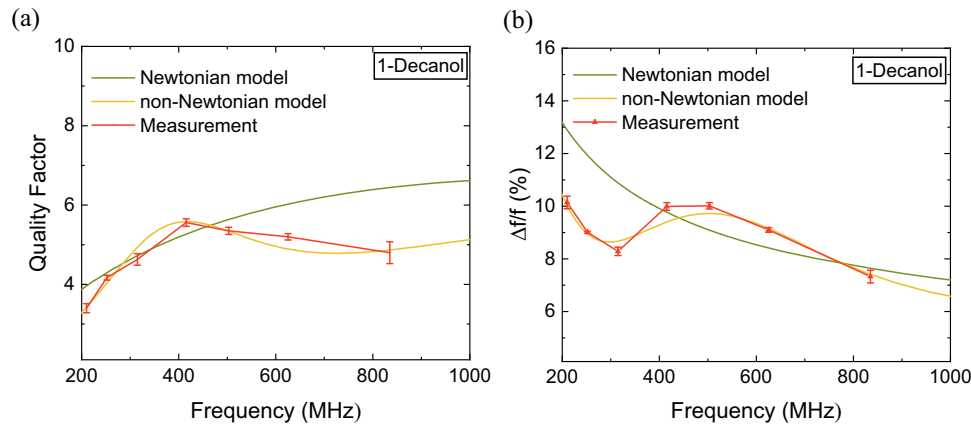 (a)
10
8
6
4
200
400
600
800
1000
Quality Factor
Frequency (MHz)
1-Decanol
Newtonian model
non-Newtonian model
Measurement
(b)
16
14
12
10
8
6
4
200
400
600
800
1000
Δf/f (%)
Frequency (MHz)
1-Decanol
Newtonian model
non-Newtonian model
Measurement